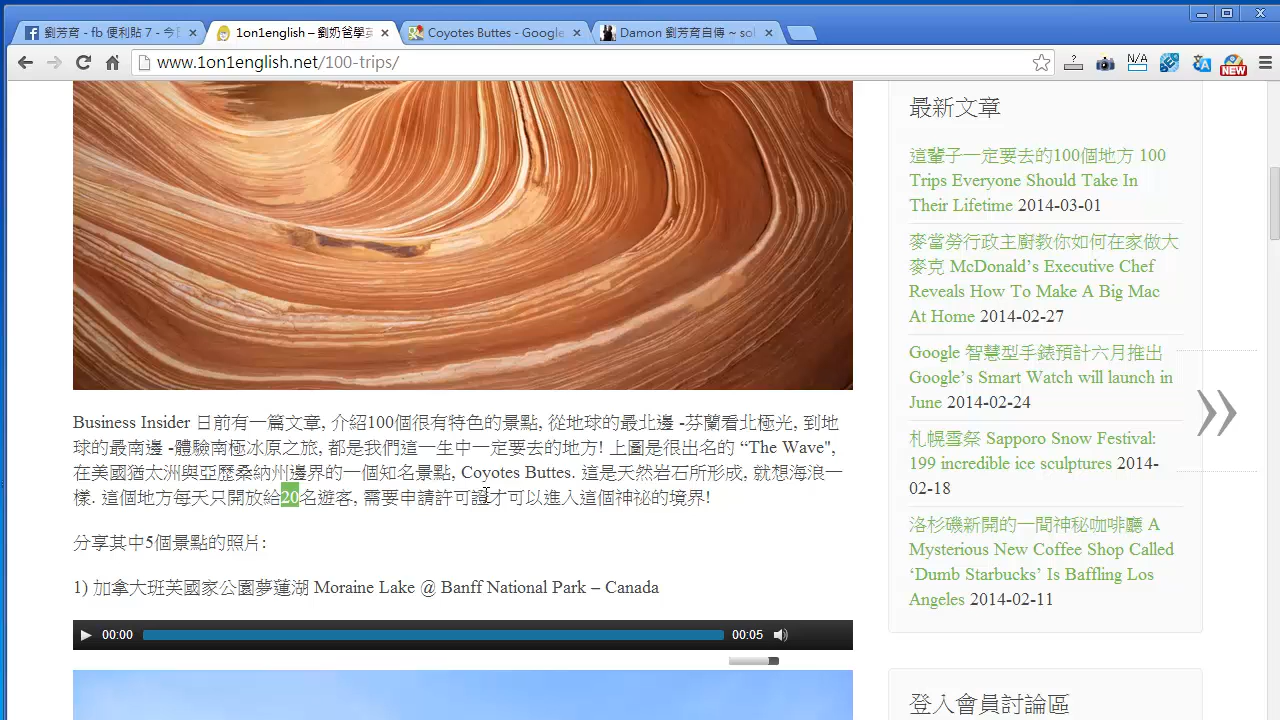 1on1english – 劉奶爸學英
Coyotes Buttes - Google
Damon 劉芳育自傳 ~ sol
www.1on1english.net/100-trips/
N/A
NEW
Business Insider 日前有一篇文章, 介紹100個很有特色的景點, 從地球的最北邊 -芬蘭看北極光, 到地
球的最南邊 -體驗南極冰原之旅, 都是我們這一生中一定要去的地方! 上圖是很出名的 “The Wave",
在美國猶太洲與亞歷桑納州邊界的一個知名景點, Coyotes Buttes. 這是天然岩石所形成, 就想海浪一
樣. 這個地方每天只開放給20名遊客, 需要申請許可證才可以進入這個神祕的境界!
分享其中5個景點的照片:
1) 加拿大班英國家公園夢蓮湖 Moraine Lake @ Banff National Park – Canada
00:00
00:05
最新文章
這輩子一定要去的100個地方 100
Trips Everyone Should Take In
Their Lifetime 2014-03-01
麥當勞行政主廚教你如何在家做大
麥克 McDonald’s Executive Chef
Reveals How To Make A Big Mac
At Home 2014-02-27
Google 智慧型手錶預計六月推出
Google’s Smart Watch will launch in
June 2014-02-24
札幌雪祭 Sapporo Snow Festival:
199 incredible ice sculptures 2014-
02-18
洛杉磯新開的一間神秘咖啡廳 A
Mysterious New Coffee Shop Called
‘Dumb Starbucks’ Is Baffling Los
Angeles 2014-02-11
登入會員討論區